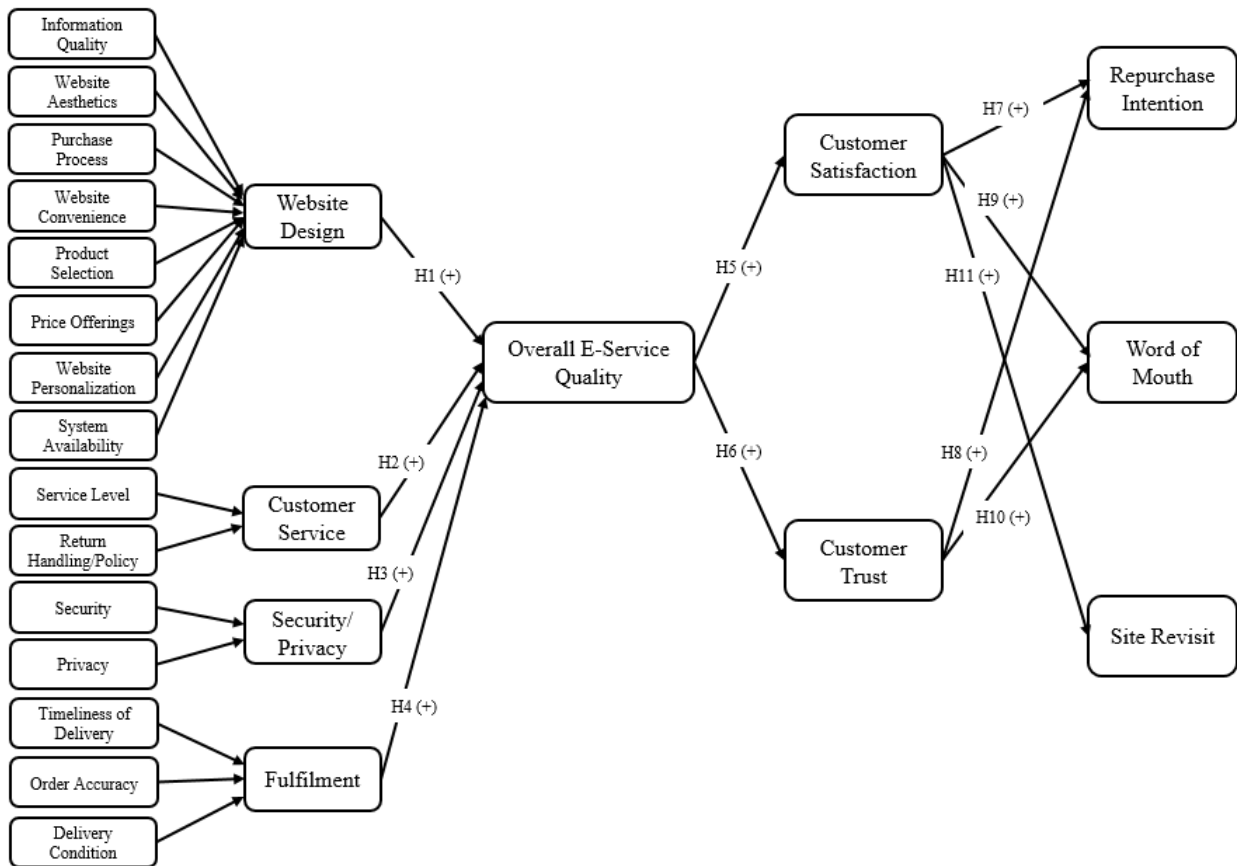 Information
Quality
Website
Aesthetics
Purchase
Process
Website
Convenience
Product
Selection
Price Offerings
Website
Personalization
System
Availability
Service Level
Return
Handling/Policy
Security
Privacy
Timeliness of
Delivery
Order Accuracy
Delivery
Condition
Website
Design
Customer
Service
Security/
Privacy
Fulfilment
H1 (+)
H2 (+)
H3 (+)
H4 (+)
Overall E-Service
Quality
H5 (+)
H6 (+)
Customer
Satisfaction
Customer
Trust
H7 (+)
H9 (+)
H11 (+)
H8 (+)
H10 (+)
Repurchase
Intention
Word of
Mouth
Site Revisit